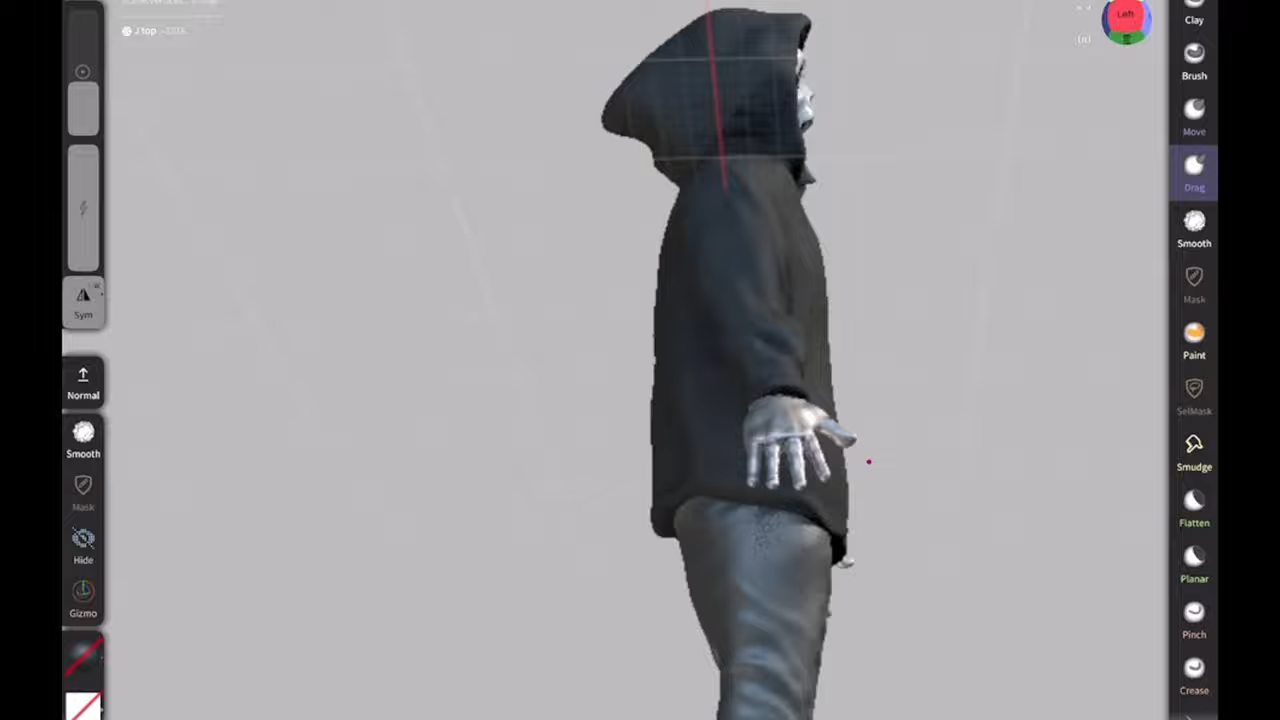 J top
Left
(n)
Clay
Brush
Move
Drag
Smooth
Mask
Paint
SelMask
Smudge
Flatten
Planar
Pinch
Crease
Sym
Normal
Smooth
Mask
Hide
Gizmo